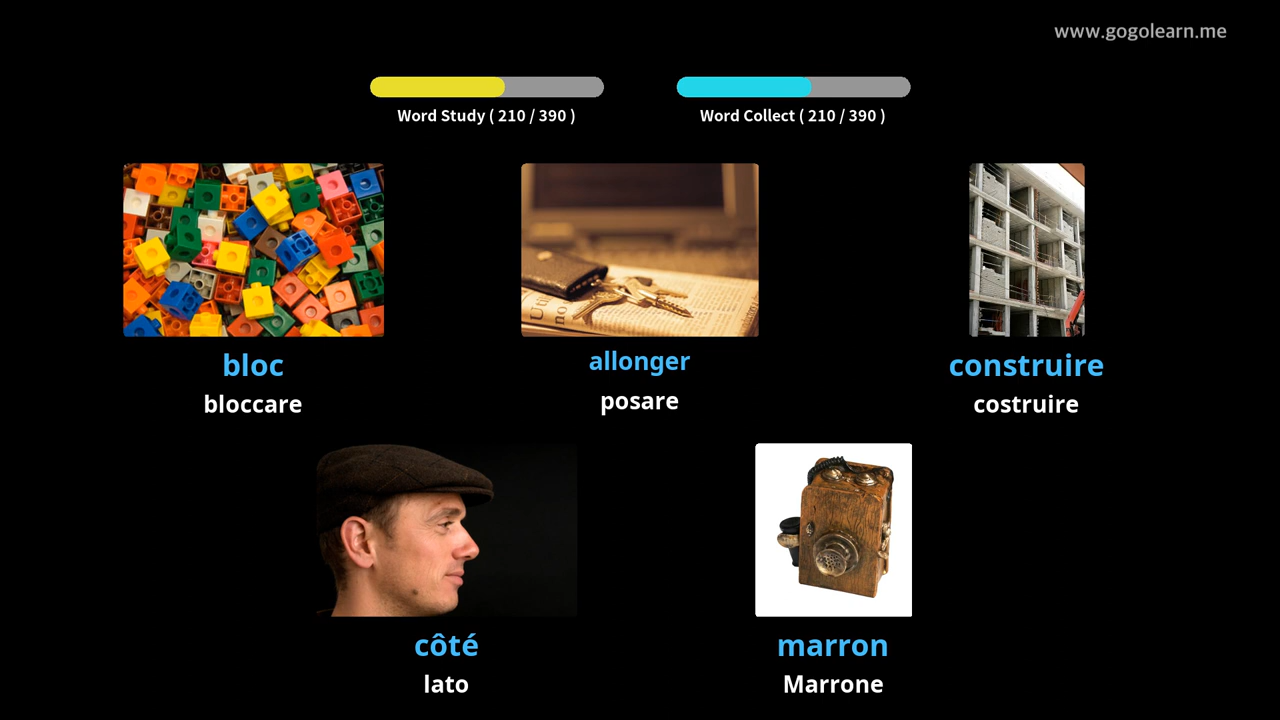 www.gogolearn.me
Word Study ( 210 / 390 )
Word Collect ( 210 / 390 )
bloc
bloccare
allonger
posare
construire
costruire
côté
lato
marron
Marrone